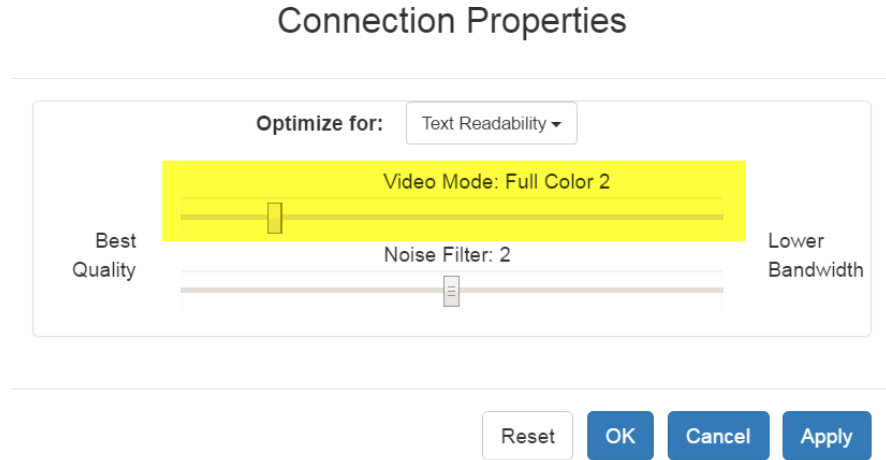 Connection Properties
Optimize for: Text Readability
Video Mode: Full Color 2
Best
Quality
Lower
Bandwidth
Noise Filter: 2
Reset OK Cancel Apply